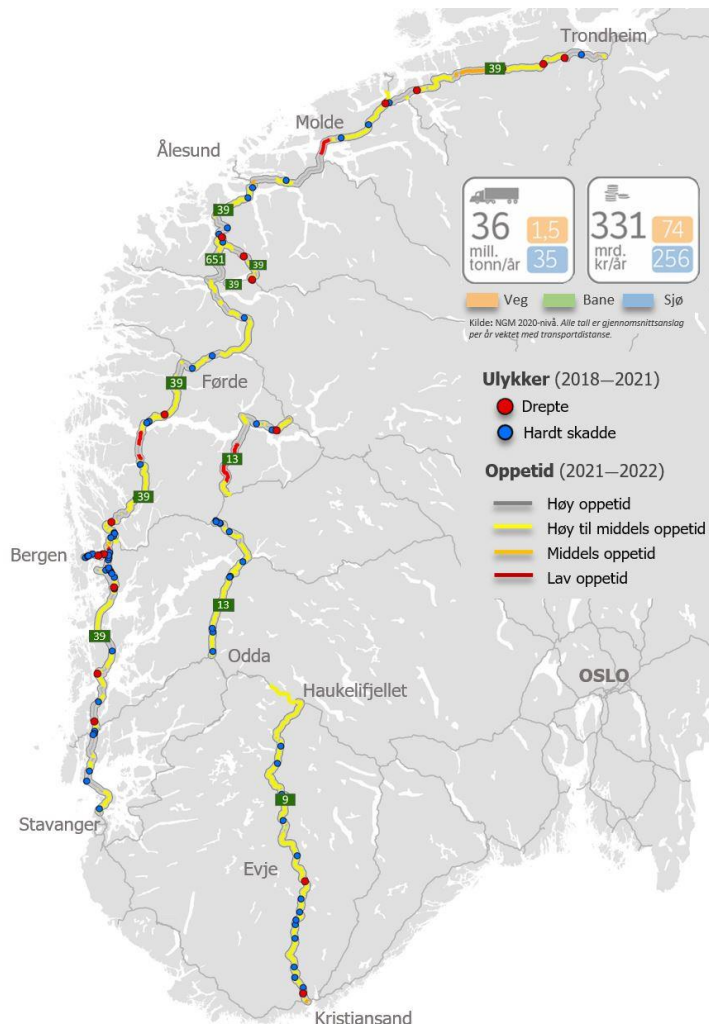 Trondheim
39
Molde
Ålesund
36
1,5
mill.
tonn/år
35
331
74
mrd.
kr/år
256
Veg
Bane
Sjø
Kilde: NGM 2020-nivå. Alle tall er gjennomsnittsanslag
per år vektet med transportdistanse.
39
651
39
39
Ulykker (2018—2021)
Drepte
Hardt skadde
39
Førde
Oppetid (2021—2022)
Høy oppetid
Høy til middels oppetid
Middels oppetid
Lav oppetid
13
39
Bergen
13
39
Odda
Haukelifjellet
OSLO
9
Stavanger
Evje
Kristiansand